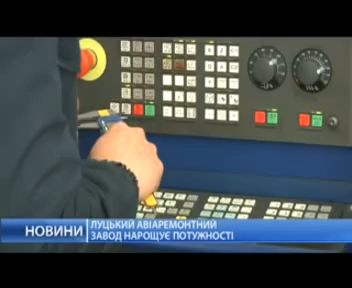 НОВИНИ
ЛУЦЬКИЙ АВІАРЕМОНТНИЙ
ЗАВОД НАРОЩУЄ ПОТУЖНОСТІ